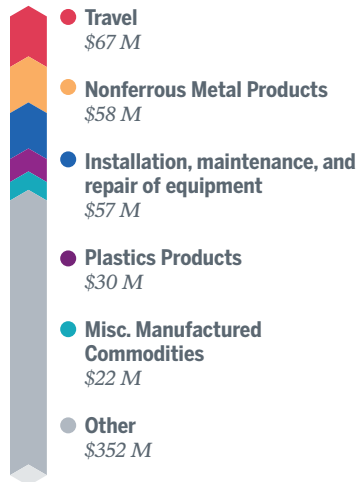 Travel
$67 M
Nonferrous Metal Products
$58 M
Installation, maintenance, and
repair of equipment
$57 M
Plastics Products
$30 M
Misc. Manufactured
Commodities
$22 M
Other
$352 M